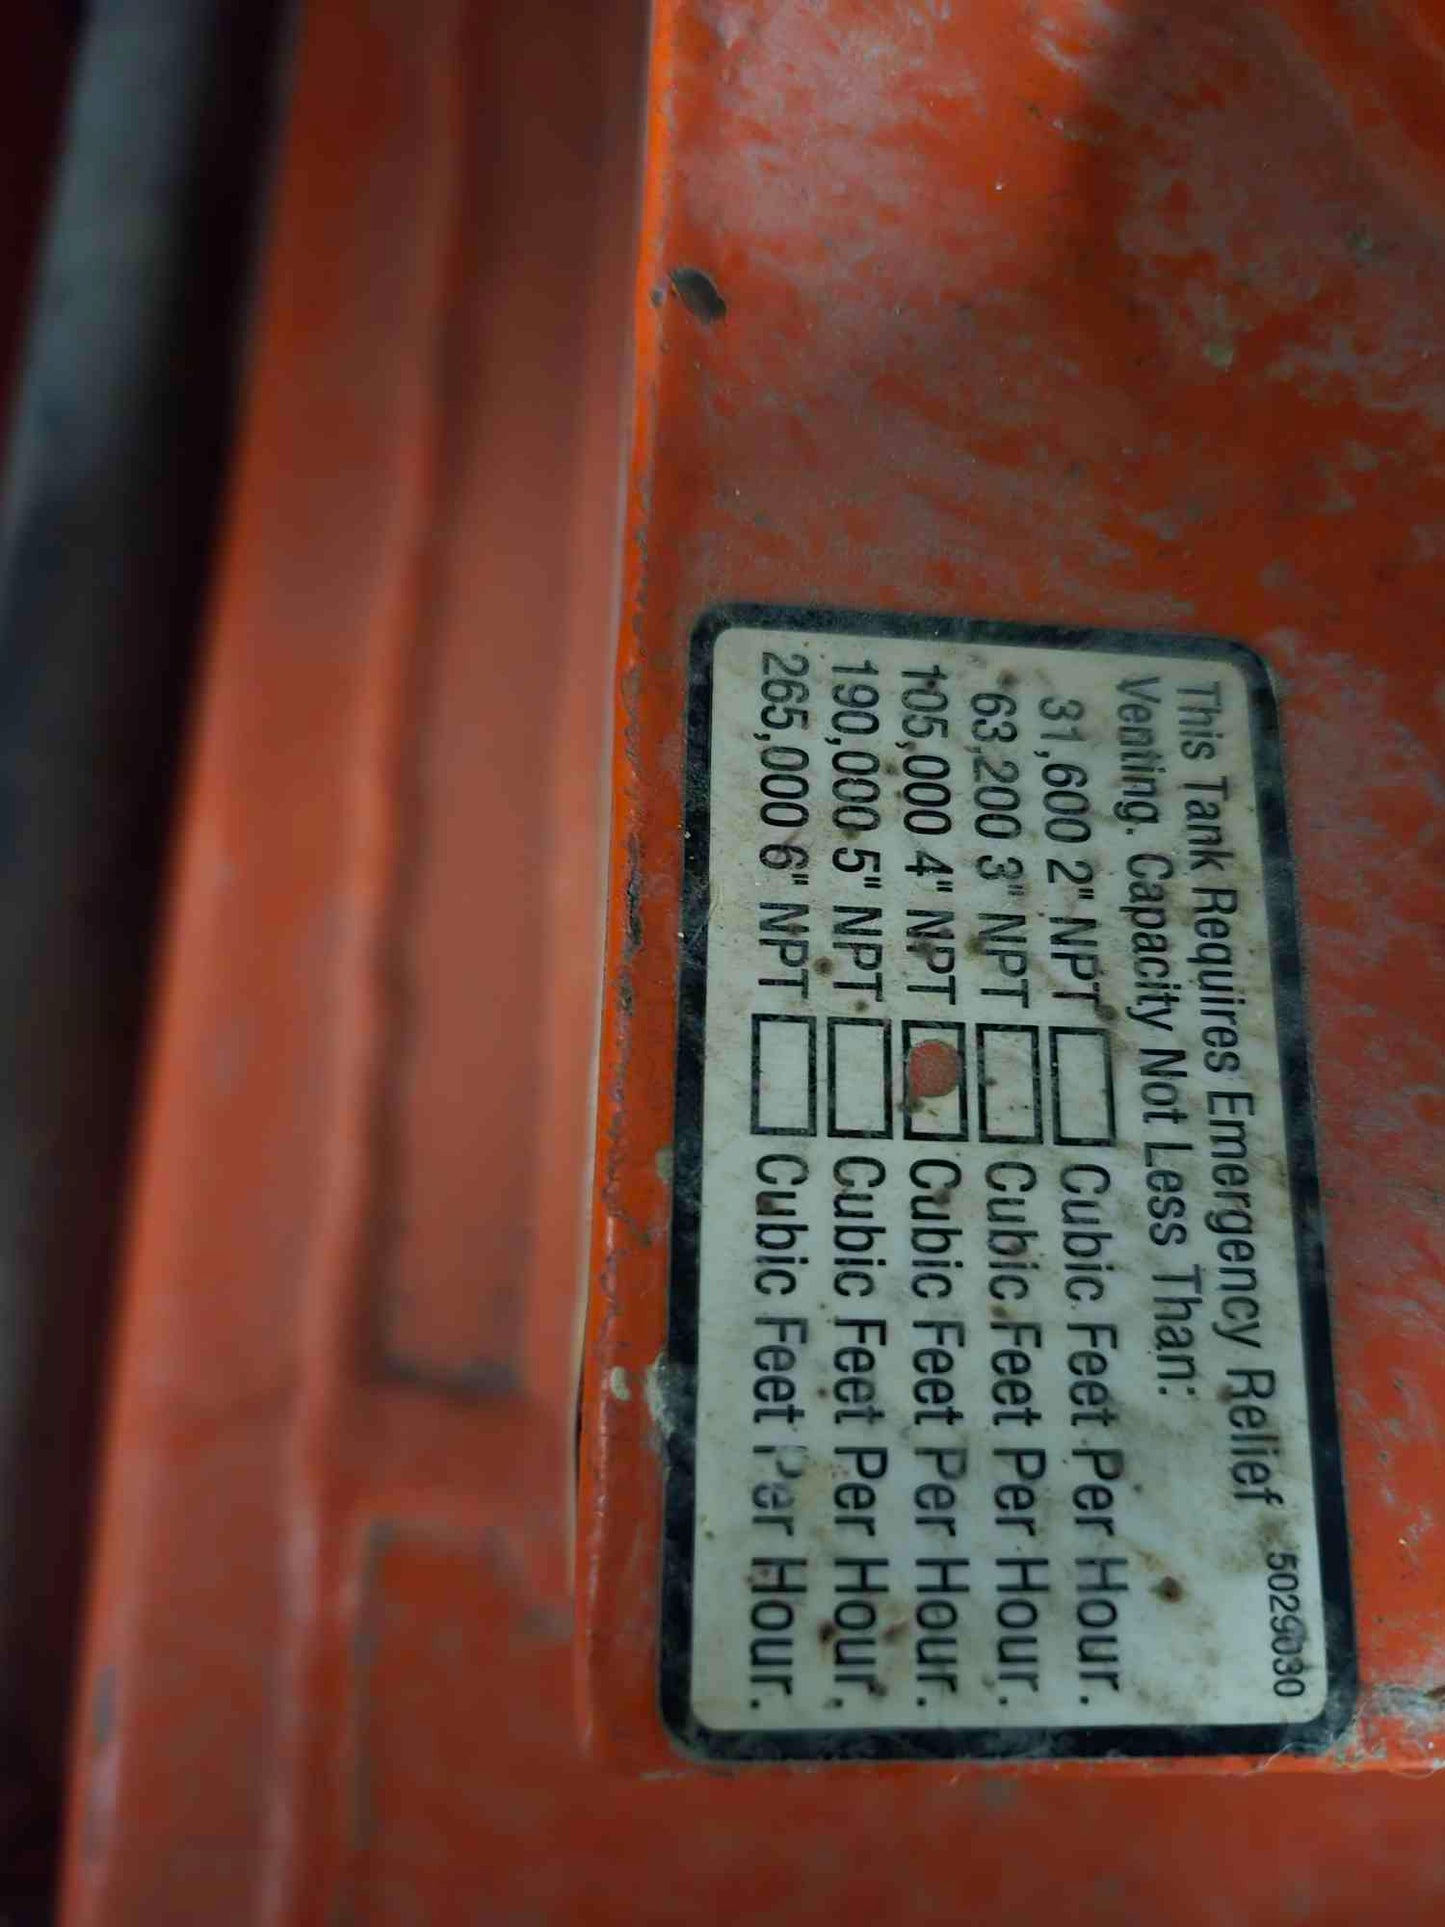 This Tank Requires Emergency Relief 5029030
Venting. Capacity Not Less Than:
31,600 2" NPT Cubic Feet Per Hour.
63,200 3" NPT Cubic Feet Per Hour.
105,000 4" NPT Cubic Feet Per Hour.
190,000 5" NPT Cubic Feet Per Hour.
265,000 6" NPT Cubic Feet Per Hour.